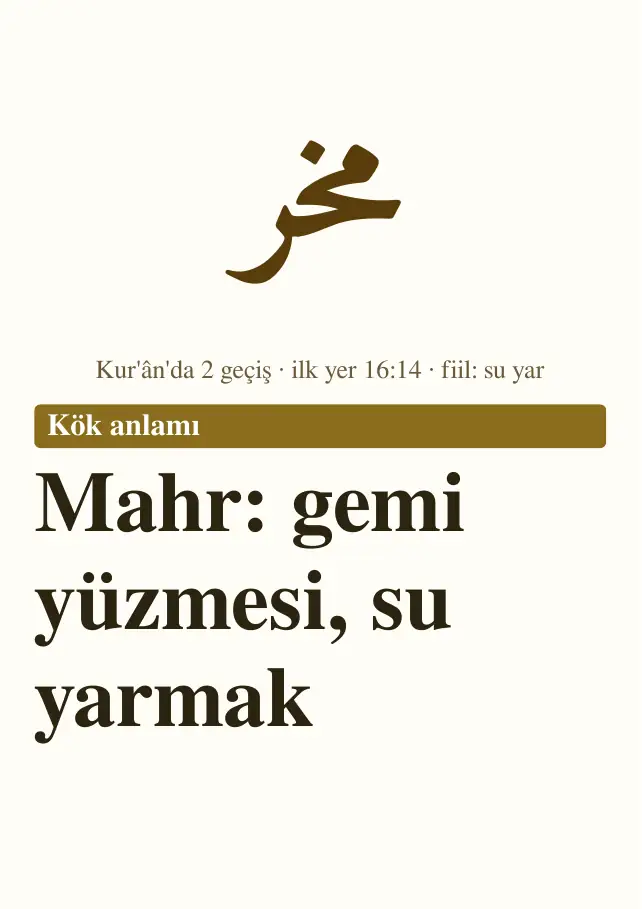 مخر
Kur'ân'da 2 geçiş · ilk yer 16:14 · fiil: su yar
Kök anlamı
Mahr: gemi
yüzmesi, su
yarmak